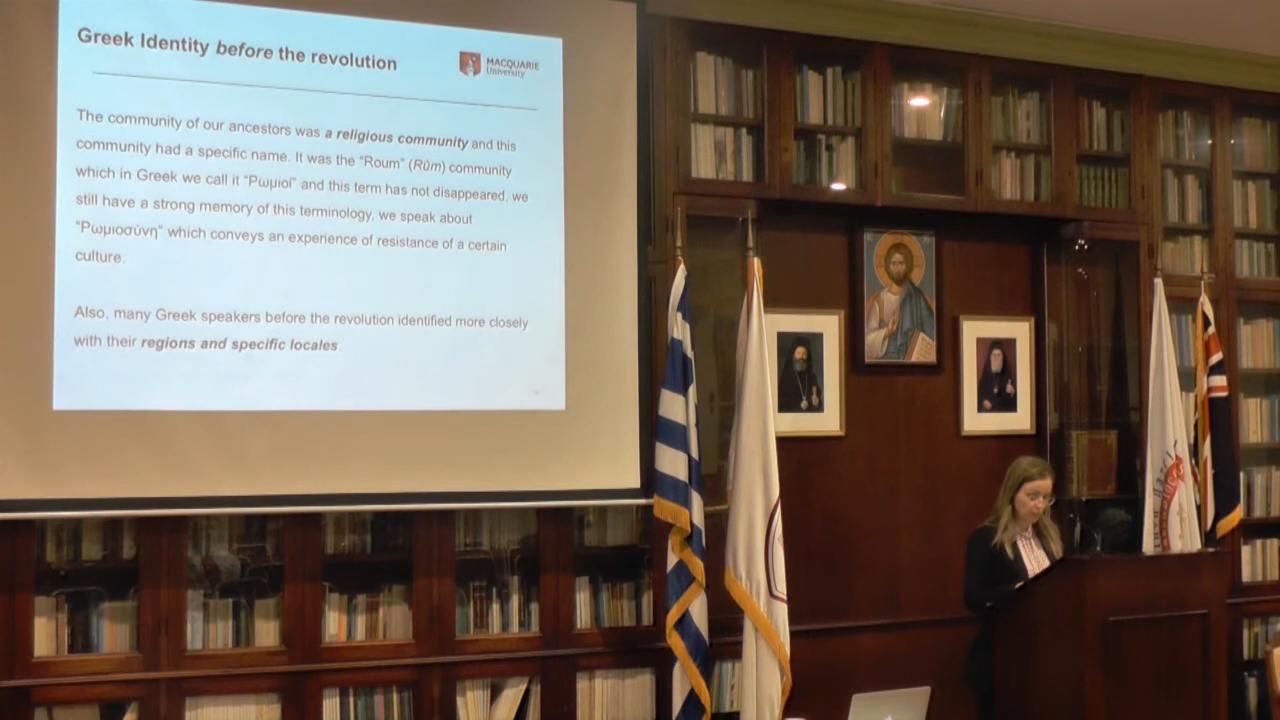 Greek Identity before the revolution
MACQUARIE
University
The community of our ancestors was a religious community and this
community had a specific name. It was the “Roum” (Rûm) community
which in Greek we call it “Ρωμιοί” and this term has not disappeared, we
still have a strong memory of this terminology, we speak about
“Ρωμιοσύνη” which conveys an experience of resistance of a certain
culture.
Also, many Greek speakers before the revolution identified more closely
with their regions and specific locales.